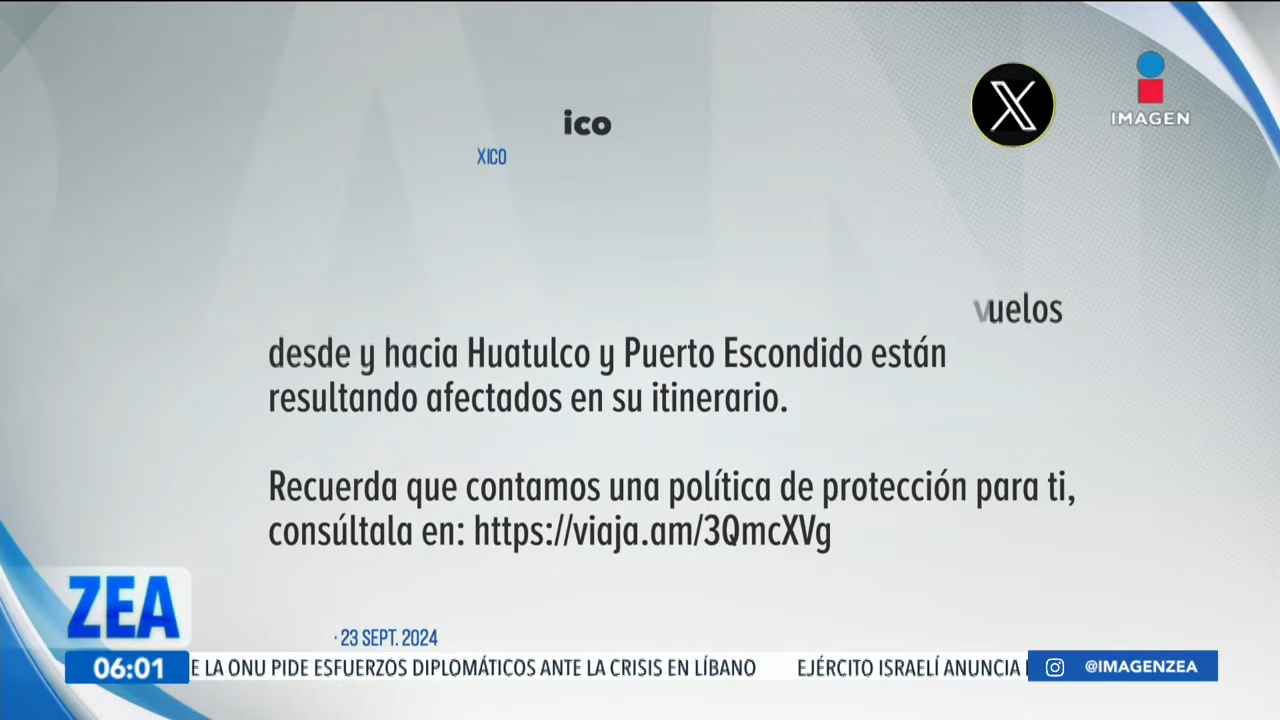 ico
XICO
IMAGEN
vuelos
desde y hacia Huatulco y Puerto Escondido están
resultando afectados en su itinerario.
Recuerda que contamos una política de protección para ti,
consúltala en: https://viaja.am/3QmcXVg
ZEA
· 23 SEPT. 2024
06:01
E LA ONU PIDE ESFUERZOS DIPLOMÁTICOS ANTE LA CRISIS EN LÍBANO
EJÉRCITO ISRAELÍ ANUNCIA
@IMAGENZEA